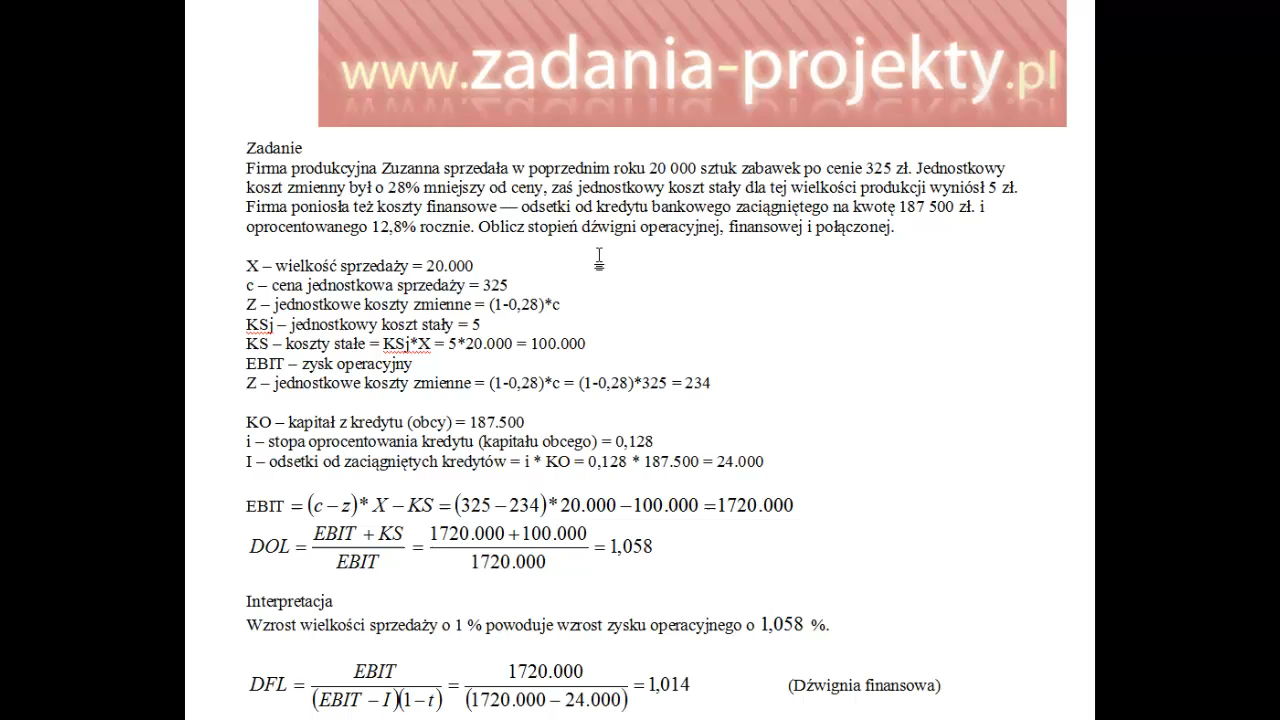 www.zadania-projekty.pl
Zadanie
Firma produkcyjna Zuzanna sprzedała w poprzednim roku 20 000 sztuk zabawek po cenie 325 zł. Jednostkowy
koszt zmienny był o 28% mniejszy od ceny, zaś jednostkowy koszt stały dla tej wielkości produkcji wyniósł 5 zł.
Firma poniosła też koszty finansowe — odsetki od kredytu bankowego zaciągniętego na kwotę 187 500 zł. i
oprocentowanego 12,8% rocznie. Oblicz stopień dźwigni operacyjnej, finansowej i połączonej.
X – wielkość sprzedaży = 20.000
c – cena jednostkowa sprzedaży = 325
Z – jednostkowe koszty zmienne = (1-0,28)*c
KSj – jednostkowy koszt stały = 5
KS – koszty stałe = KSj*X = 5*20.000 = 100.000
EBIT – zysk operacyjny
Z – jednostkowe koszty zmienne = (1-0,28)*c = (1-0,28)*325 = 234
KO – kapitał z kredytu (obcy) = 187.500
i – stopa oprocentowania kredytu (kapitału obcego) = 0,128
I – odsetki od zaciągniętych kredytów = i * KO = 0,128 * 187.500 = 24.000
EBIT = (c – z)* X – KS = (325 – 234)* 20.000 – 100.000 = 1720.000
DOL = (EBIT + KS) / EBIT = (1720.000 + 100.000) / 1720.000 = 1,058
Interpretacja
Wzrost wielkości sprzedaży o 1 % powoduje wzrost zysku operacyjnego o 1,058 %.
DFL = EBIT / (EBIT – I)(1 – t) = 1720.000 / (1720.000 – 24.000) = 1,014 (Dźwignia finansowa)